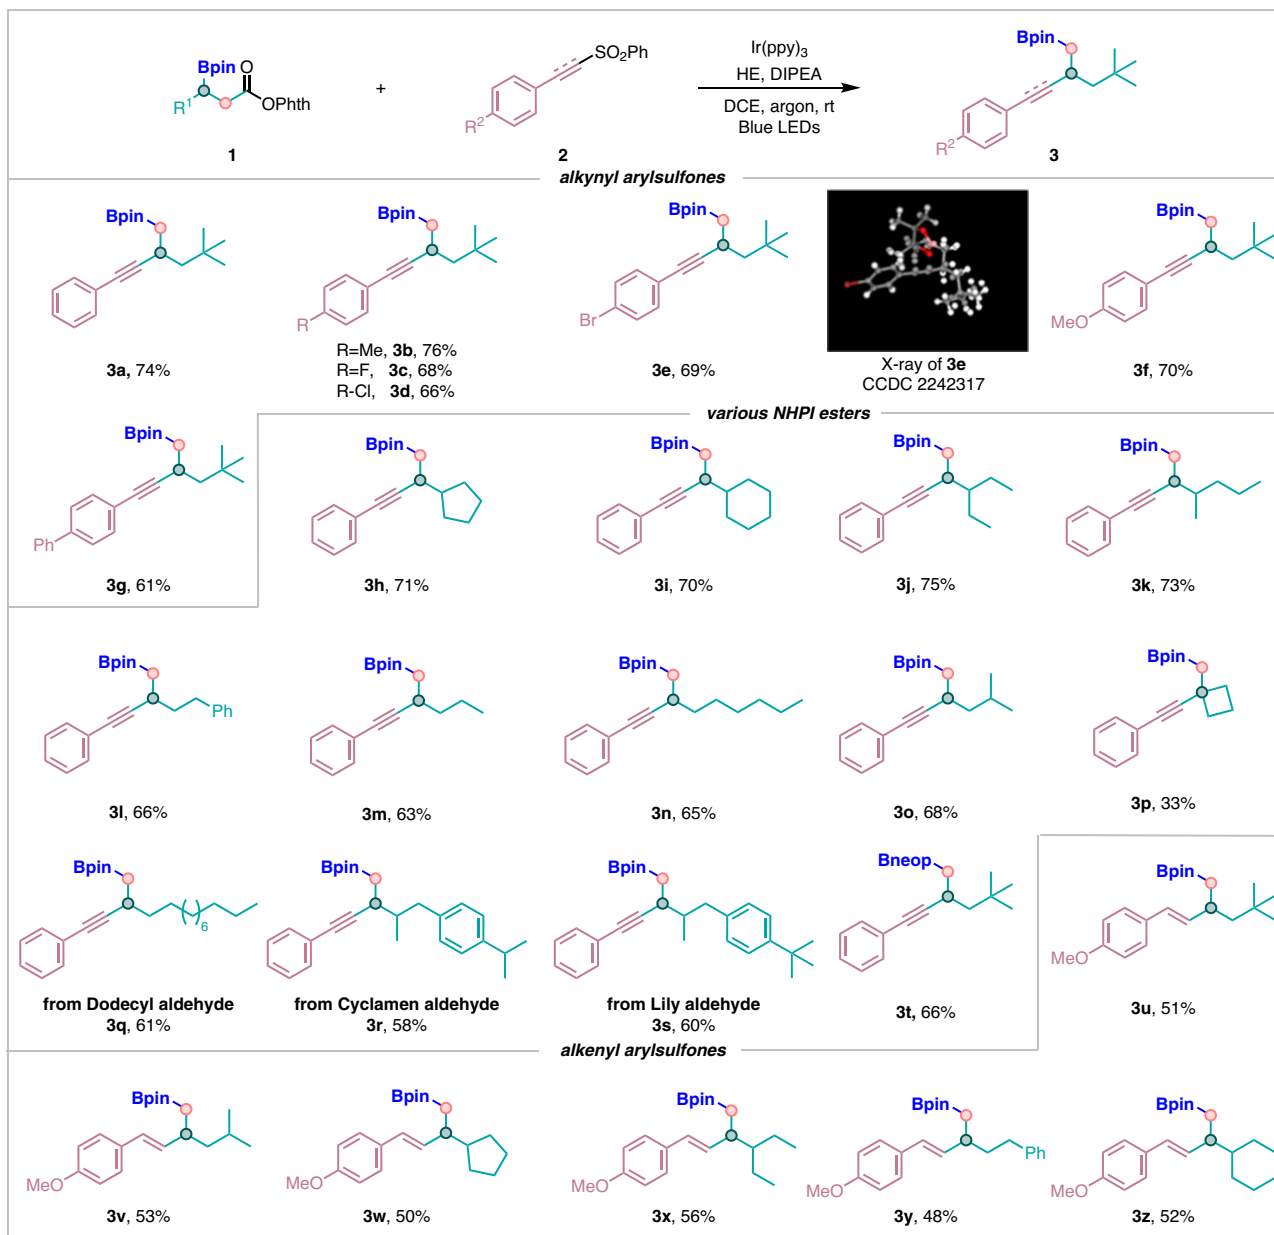 Bpin
O
R1
OPhth
1
+
SO2Ph
R2
2
Ir(ppy)3
HE, DIPEA
DCE, argon, rt
Blue LEDs
Bpin
R2
3
alkynyl arylsulfones
Bpin
3a, 74%
Bpin
R
R=Me, 3b, 76%
R=F, 3c, 68%
R-Cl, 3d, 66%
Bpin
Br
3e, 69%
X-ray of 3e
CCDC 2242317
Bpin
MeO
3f, 70%
various NHPI esters
Bpin
Ph
3g, 61%
Bpin
3h, 71%
Bpin
3i, 70%
Bpin
3j, 75%
Bpin
3k, 73%
Bpin
Ph
3l, 66%
Bpin
3m, 63%
Bpin
3n, 65%
Bpin
3o, 68%
Bpin
3p, 33%
Bpin
6
from Dodecyl aldehyde
3q, 61%
Bpin
from Cyclamen aldehyde
3r, 58%
Bpin
from Lily aldehyde
3s, 60%
Bneop
3t, 66%
Bpin
MeO
3u, 51%
alkenyl arylsulfones
Bpin
MeO
3v, 53%
Bpin
MeO
3w, 50%
Bpin
MeO
3x, 56%
Bpin
Ph
MeO
3y, 48%
Bpin
MeO
3z, 52%